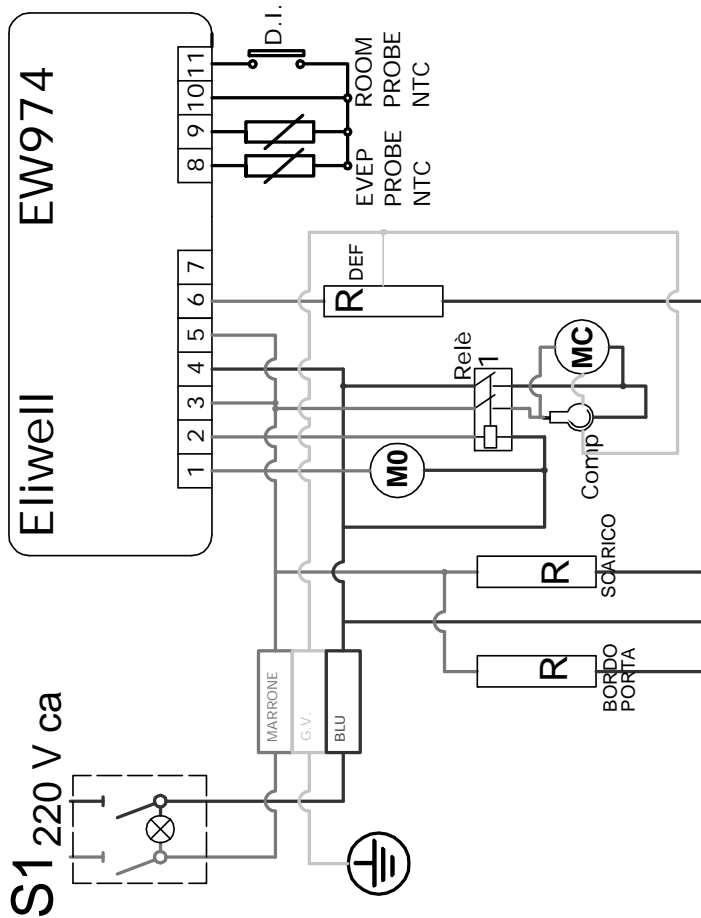 Eliwell EW974
1 2 3 4 5 6 7 8 9 10 11
D.I.
EVEP
PROBE
NTC
ROOM
PROBE
NTC
R
DEF
Relè
1
MC
M0
Comp
R
SCARICO
R
BORDO
PORTA
MARRONE
G.V.
BLU
S1 220 V ca